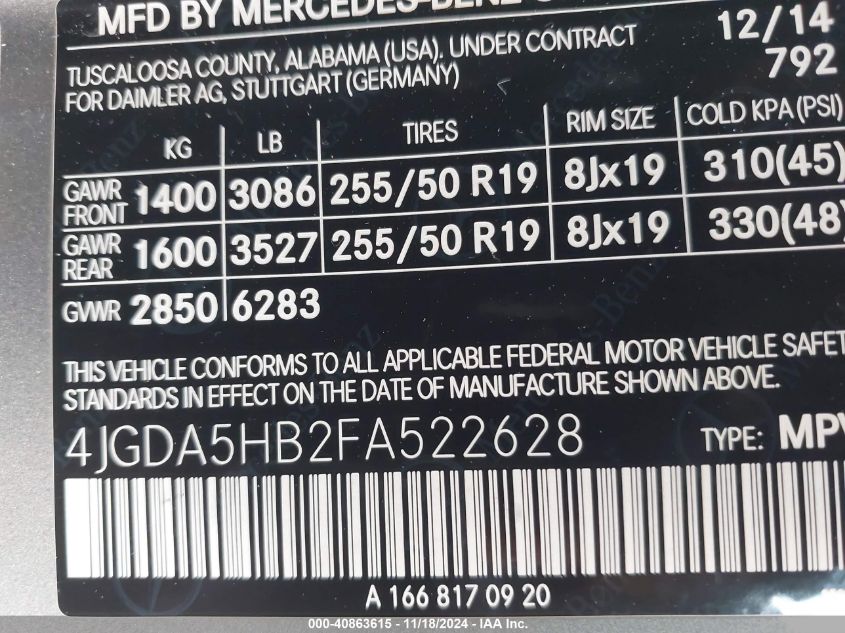 MFD BY MERCEDES-BENZ
12/14
TUSCALOOSA COUNTY, ALABAMA (USA), UNDER CONTRACT
792
FOR DAIMLER AG, STUTTGART (GERMANY)
KG LB TIRES RIM SIZE COLD KPA (PSI)
GAWR FRONT 1400 3086 255/50 R19 8Jx19 310(45)
GAWR REAR 1600 3527 255/50 R19 8Jx19 330(48)
GVWR 2850 6283
THIS VEHICLE CONFORMS TO ALL APPLICABLE FEDERAL MOTOR VEHICLE SAFET
STANDARDS IN EFFECT ON THE DATE OF MANUFACTURE SHOWN ABOVE.
4JGDA5HB2FA522628 TYPE: MPV
A 166 817 09 20
000-40863615 - 11/18/2024 - IAA Inc.